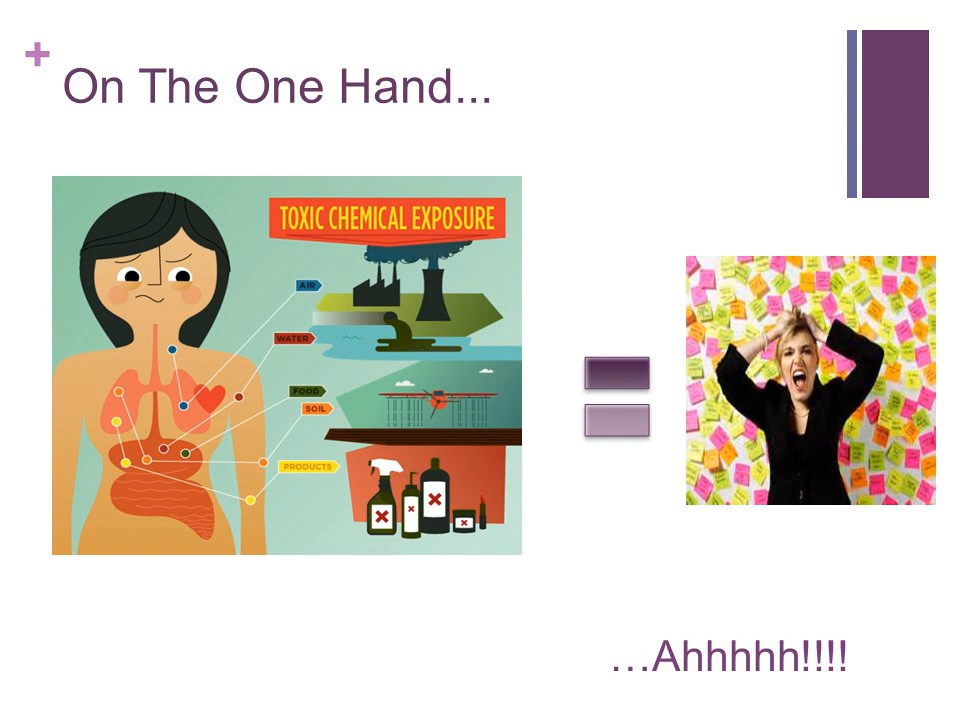 +
On The One Hand...
TOXIC CHEMICAL EXPOSURE
AIR
WATER
FOOD
SOIL
PRODUCTS
…Ahhhhh!!!!